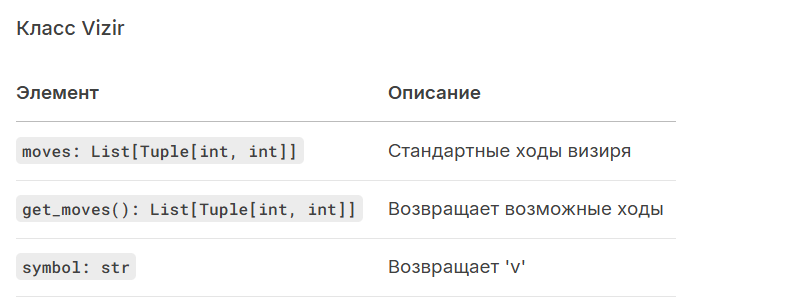 Класс Vizir
Элемент Описание
moves: List[Tuple[int, int]] Стандартные ходы визиря
get_moves(): List[Tuple[int, int]] Возвращает возможные ходы
symbol: str Возвращает 'v'